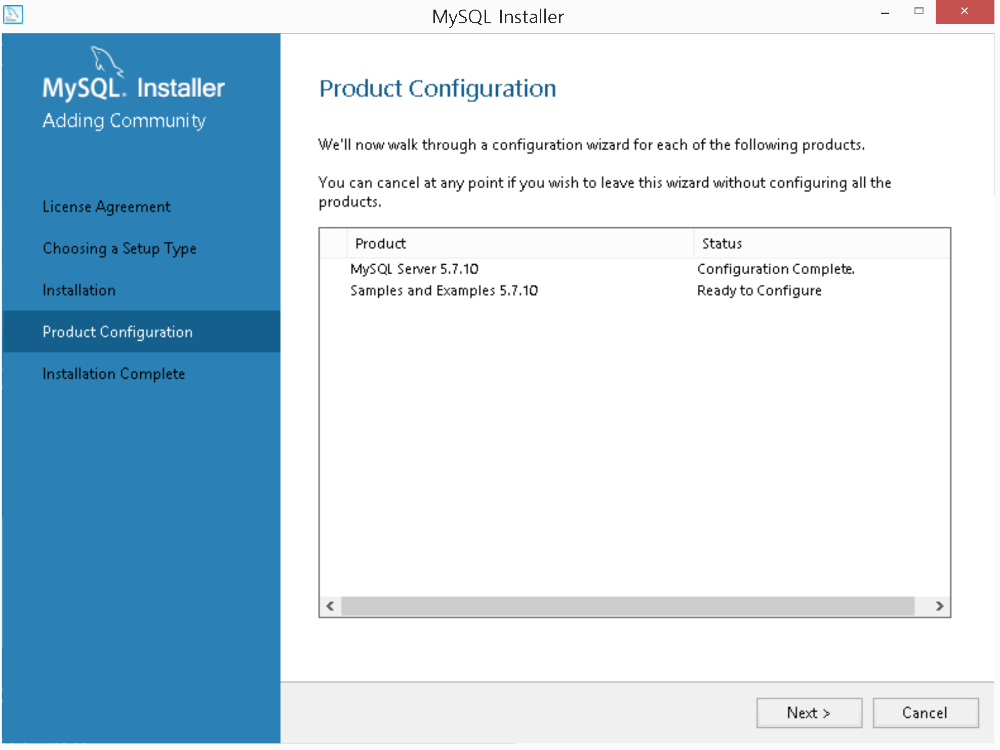 MySQL Installer
MySQL. Installer
Adding Community
License Agreement
Choosing a Setup Type
Installation
Product Configuration
Installation Complete
Product Configuration
We'll now walk through a configuration wizard for each of the following products.
You can cancel at any point if you wish to leave this wizard without configuring all the
products.
Product Status
MySQL Server 5.7.10 Configuration Complete.
Samples and Examples 5.7.10 Ready to Configure
Next >
Cancel